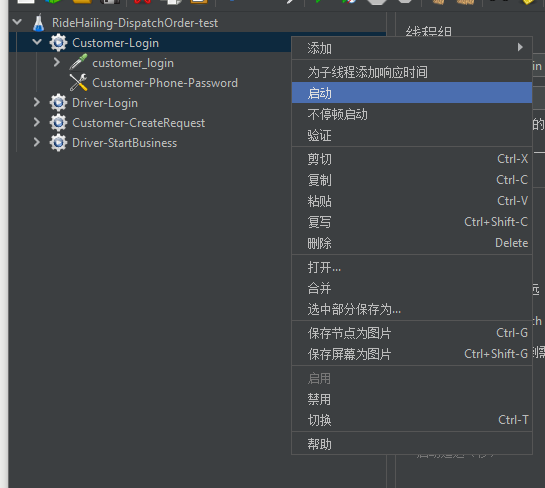 RideHailing-DispatchOrder-test
Customer-Login
customer_login
Customer-Phone-Password
Driver-Login
Customer-CreateRequest
Driver-StartBusiness
线程组
添加
为子线程添加响应时间
启动
不停顿启动
验证
剪切 Ctrl-X
复制 Ctrl-C
粘贴 Ctrl-V
复写 Ctrl+Shift-C
删除 Delete
打开...
合并
选中部分保存为...
保存节点为图片 Ctrl-G
保存屏幕为图片 Ctrl+Shift-G
启用
禁用
切换 Ctrl-T
帮助
in
的
远